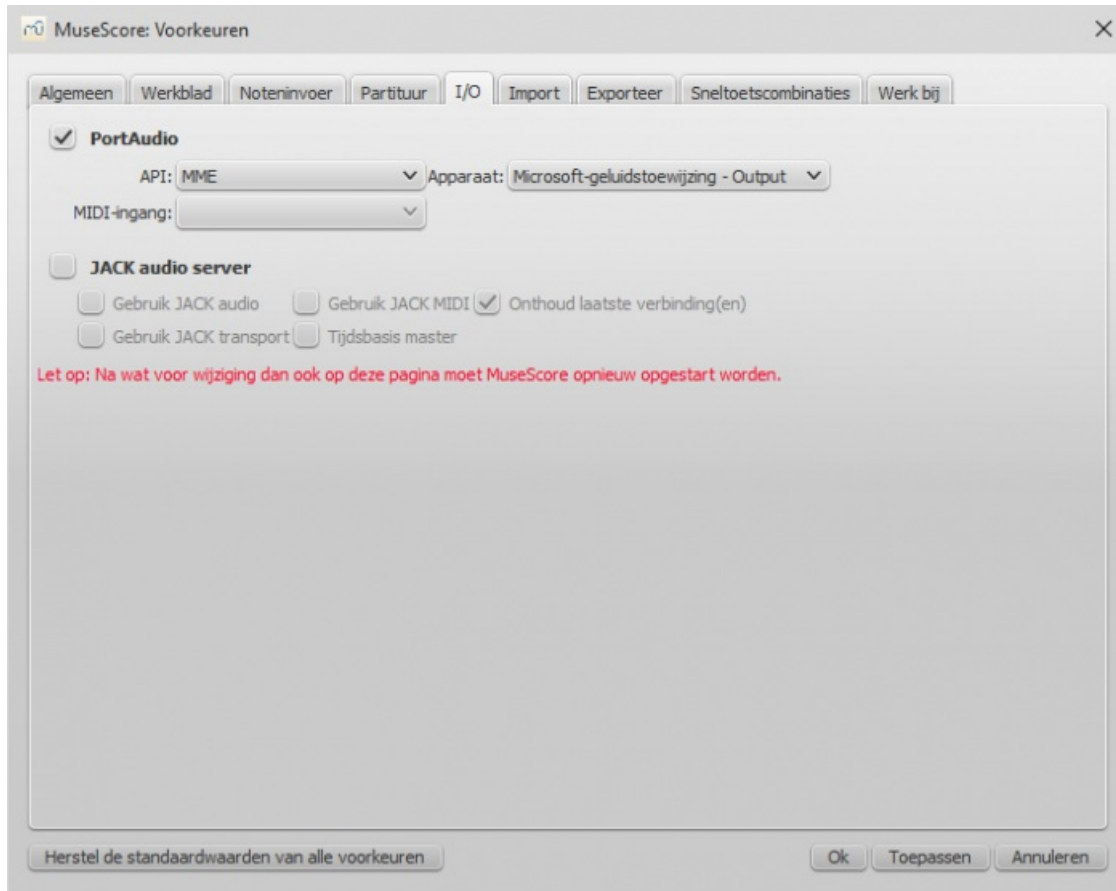 MuseScore: Voorkeuren
Algemeen Werkblad Noteninvoer Partituur I/O Import Exporteer Sneltoetscombinaties Werk bij
PortAudio
API: MME Apparaat: Microsoft-geluidstoewijzing - Output
MIDI-ingang:
JACK audio server
Gebruik JACK audio Gebruik JACK MIDI Onthoud laatste verbinding(en)
Gebruik JACK transport Tijdsbasis master
Let op: Na wat voor wijziging dan ook op deze pagina moet MuseScore opnieuw opgestart worden.
Herstel de standaardwaarden van alle voorkeuren Ok Toepassen Annuleren